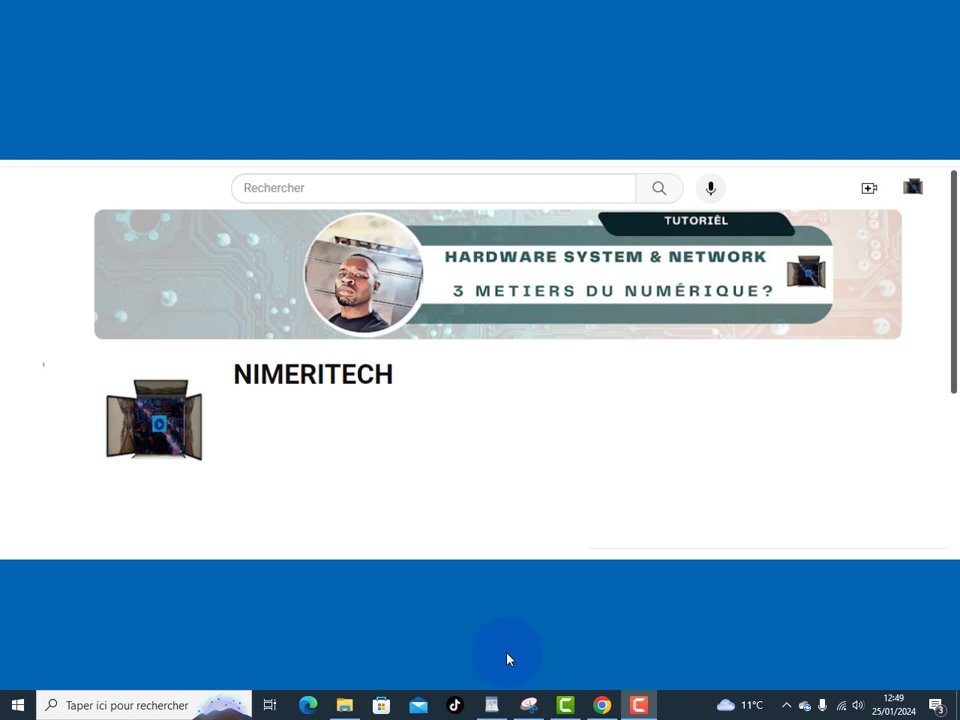 Rechercher
TUTORIÈL
HARDWARE SYSTEM & NETWORK
3 METIERS DU NUMÉRIQUE?
NIMERITECH
Taper ici pour rechercher
11°C
12:49
25/01/2024
3